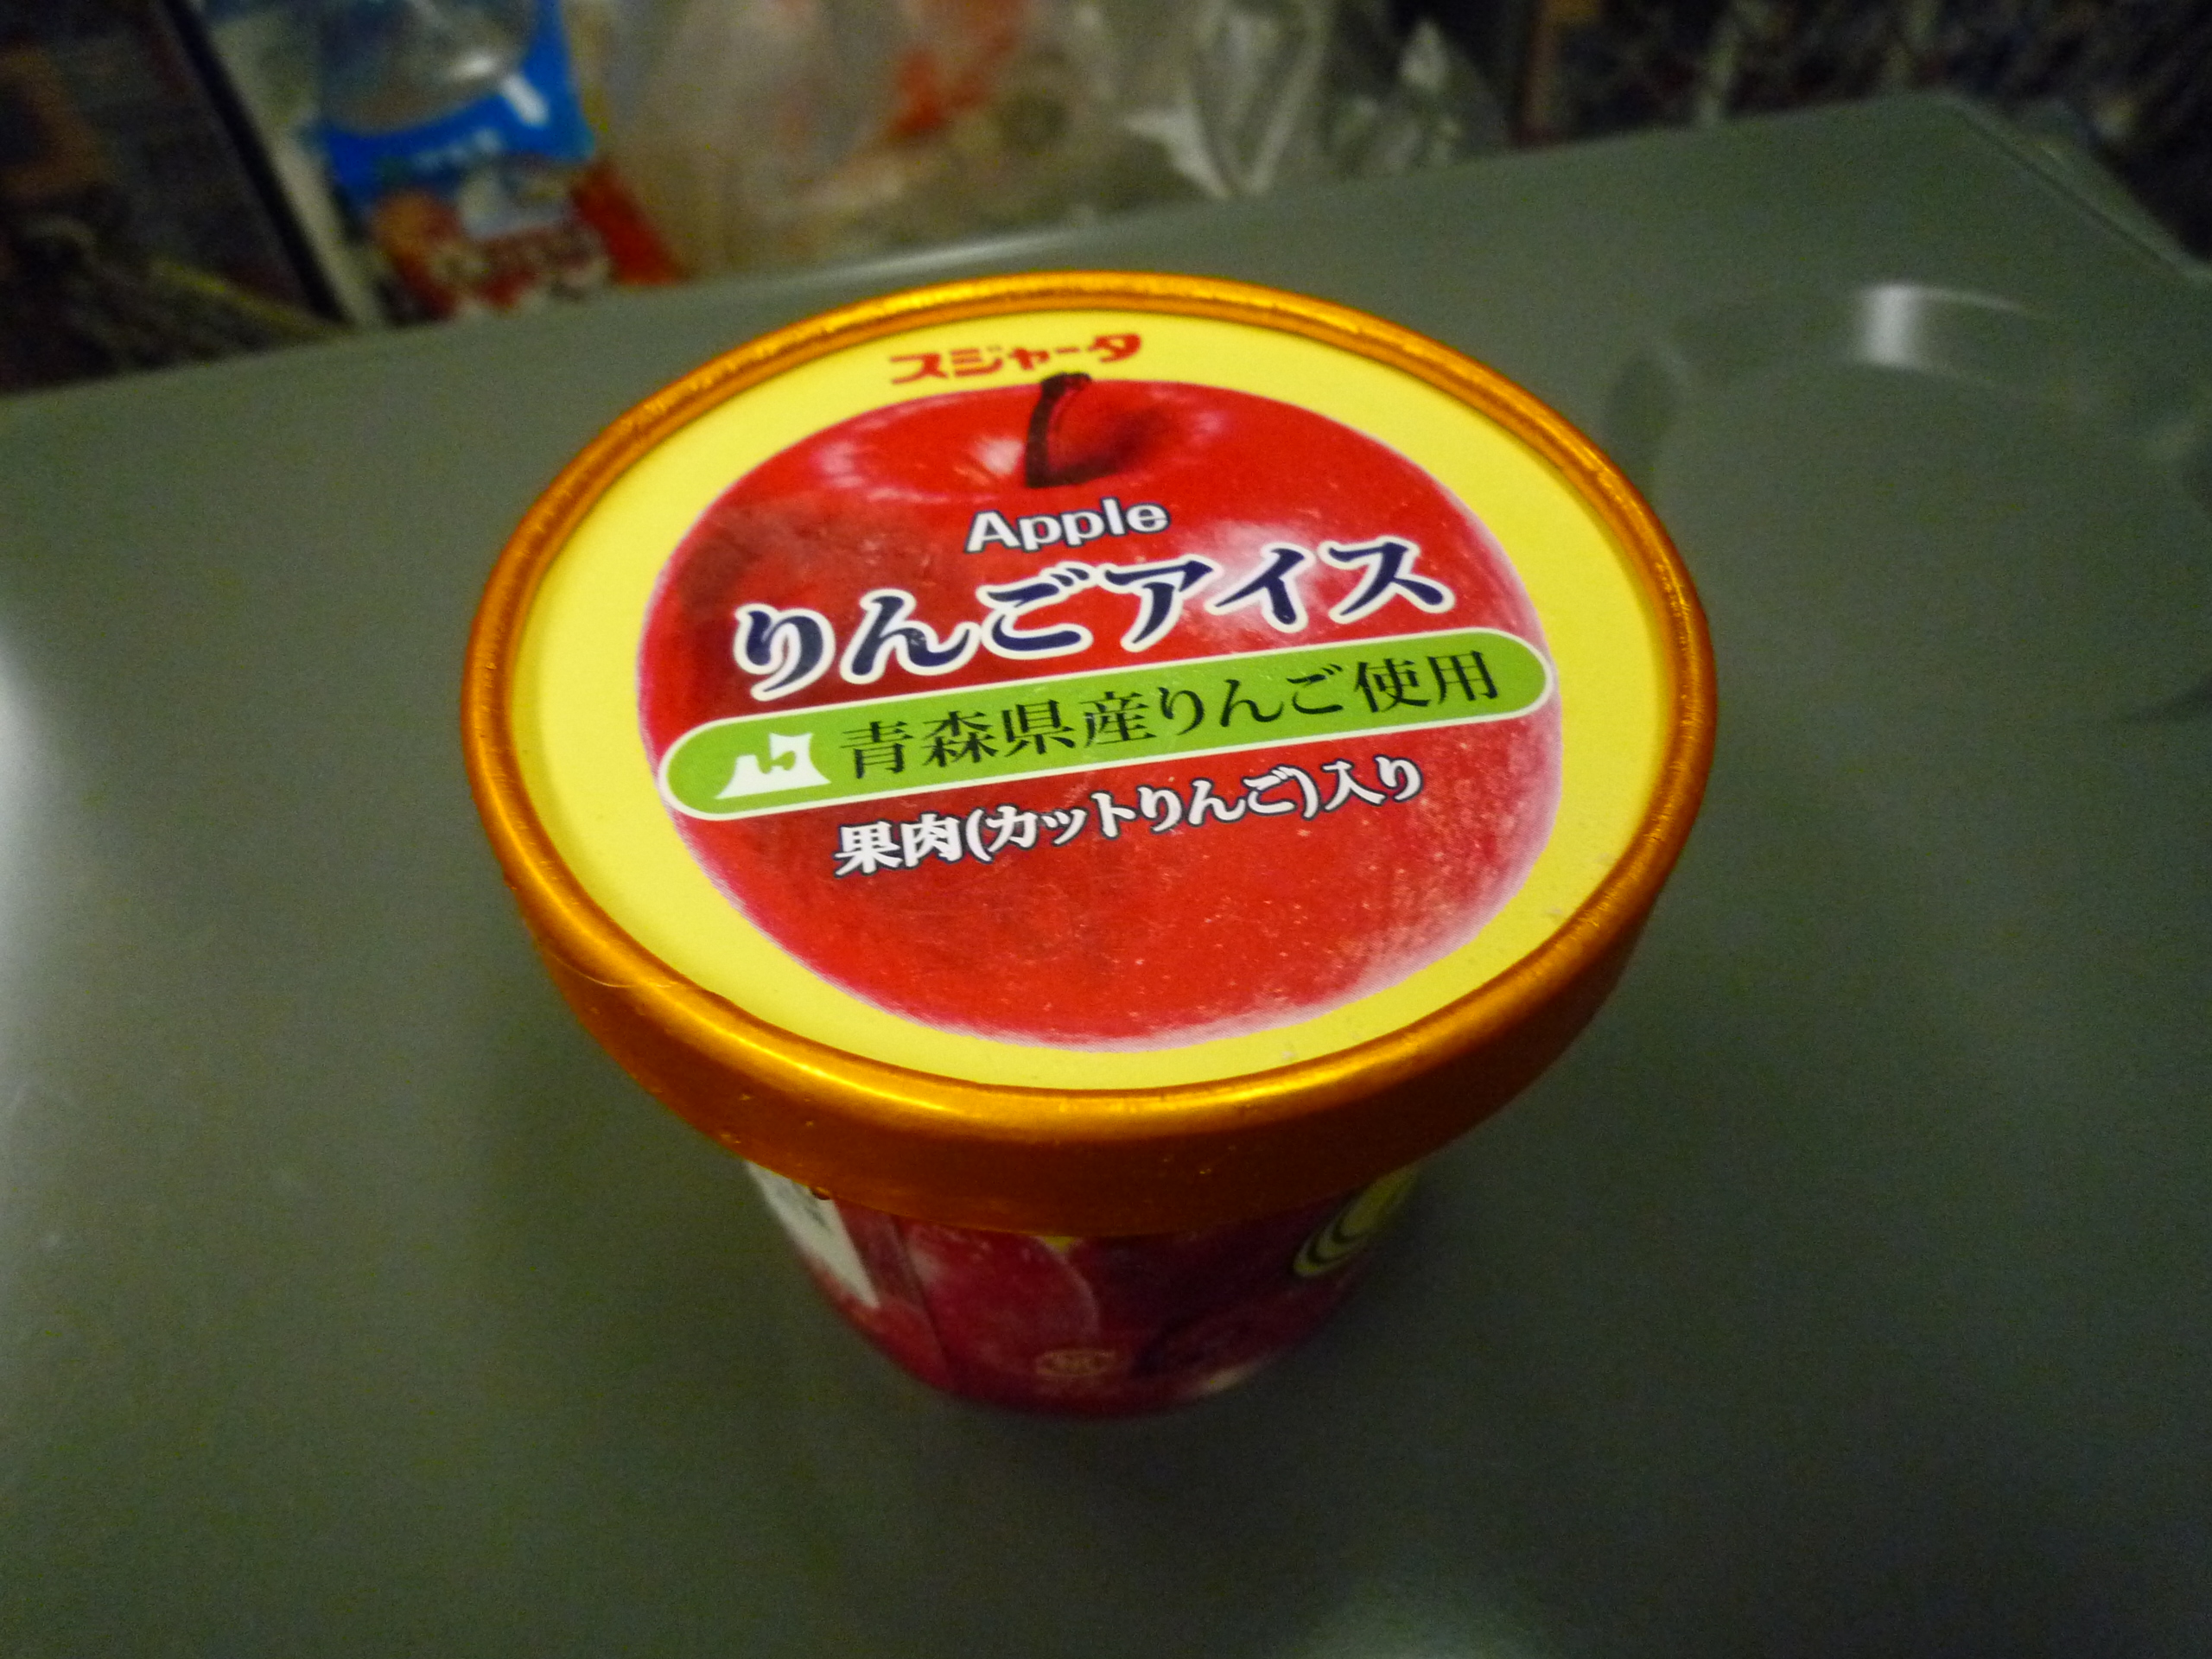 スジャータ
Apple
りんごアイス
青森県産りんご使用
果肉(カットりんご)入り